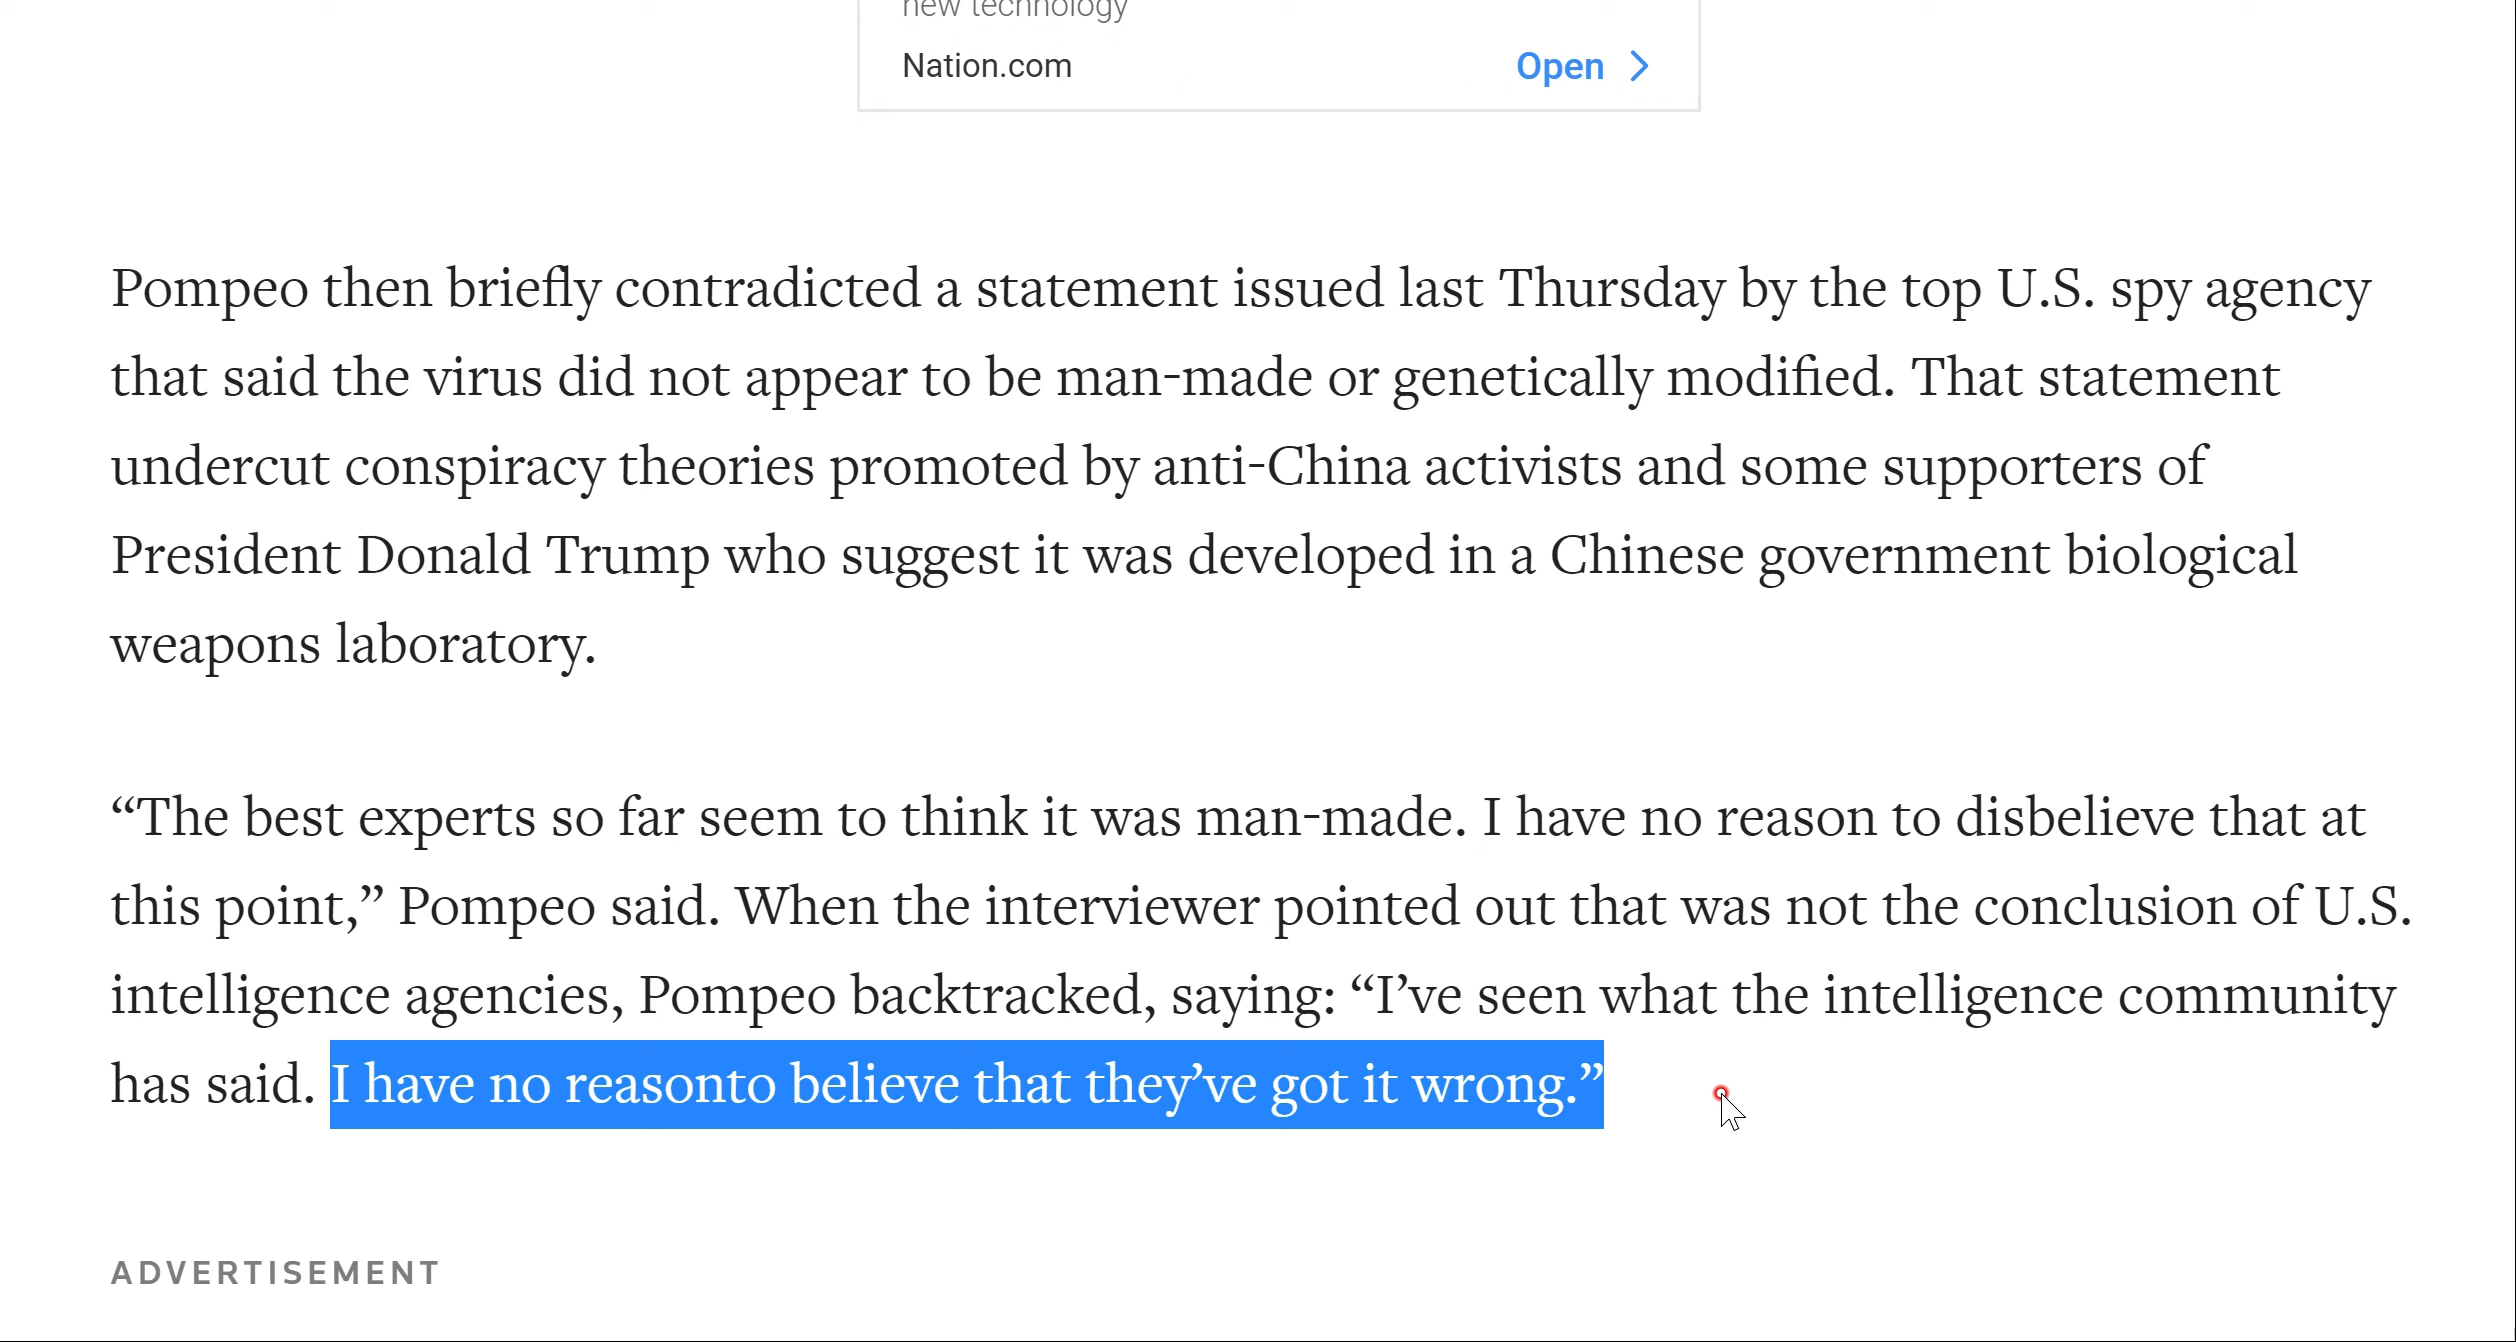 new technology
Nation.com
Open
Pompeo then briefly contradicted a statement issued last Thursday by the top U.S. spy agency
that said the virus did not appear to be man-made or genetically modified. That statement
undercut conspiracy theories promoted by anti-China activists and some supporters of
President Donald Trump who suggest it was developed in a Chinese government biological
weapons laboratory.
“The best experts so far seem to think it was man-made. I have no reason to disbelieve that at
this point,” Pompeo said. When the interviewer pointed out that was not the conclusion of U.S.
intelligence agencies, Pompeo backtracked, saying: “I’ve seen what the intelligence community
has said. I have no reasonto believe that they’ve got it wrong.”
ADVERTISEMENT